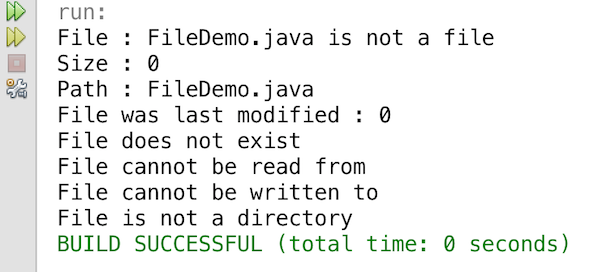 run:
File : FileDemo.java is not a file
Size : 0
Path : FileDemo.java
File was last modified : 0
File does not exist
File cannot be read from
File cannot be written to
File is not a directory
BUILD SUCCESSFUL (total time: 0 seconds)